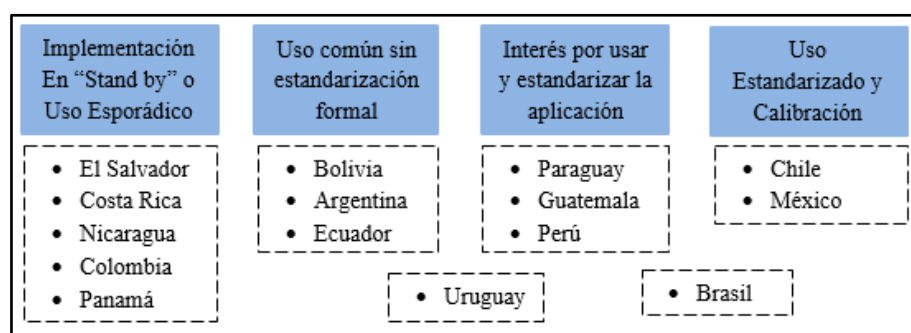 Implementación
En “Stand by” o
Uso Esporádico
Uso común sin
estandarización
formal
Interés por usar
y estandarizar la
aplicación
Uso
Estandarizado y
Calibración
• El Salvador
• Costa Rica
• Nicaragua
• Colombia
• Panamá
• Bolivia
• Argentina
• Ecuador
• Paraguay
• Guatemala
• Perú
• Chile
• México
• Uruguay
• Brasil